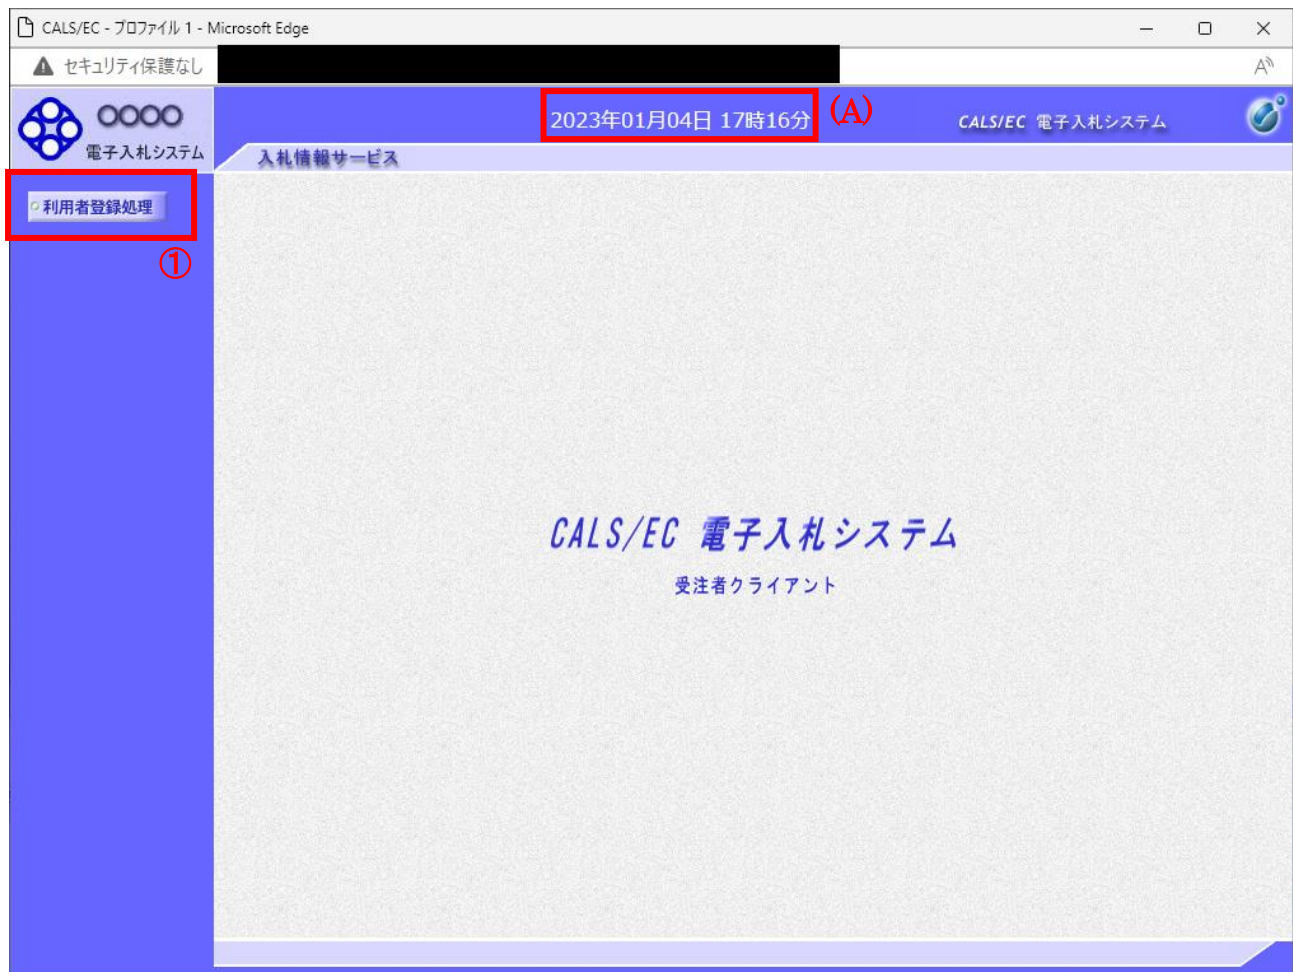 CALS/EC - プロファイル 1 - Microsoft Edge
セキュリティ保護なし
○○○○
電子入札システム
2023年01月04日 17時16分
(A)
CALS/EC 電子入札システム
入札情報サービス
利用者登録処理
①
CALS/EC 電子入札システム
受注者クライアント